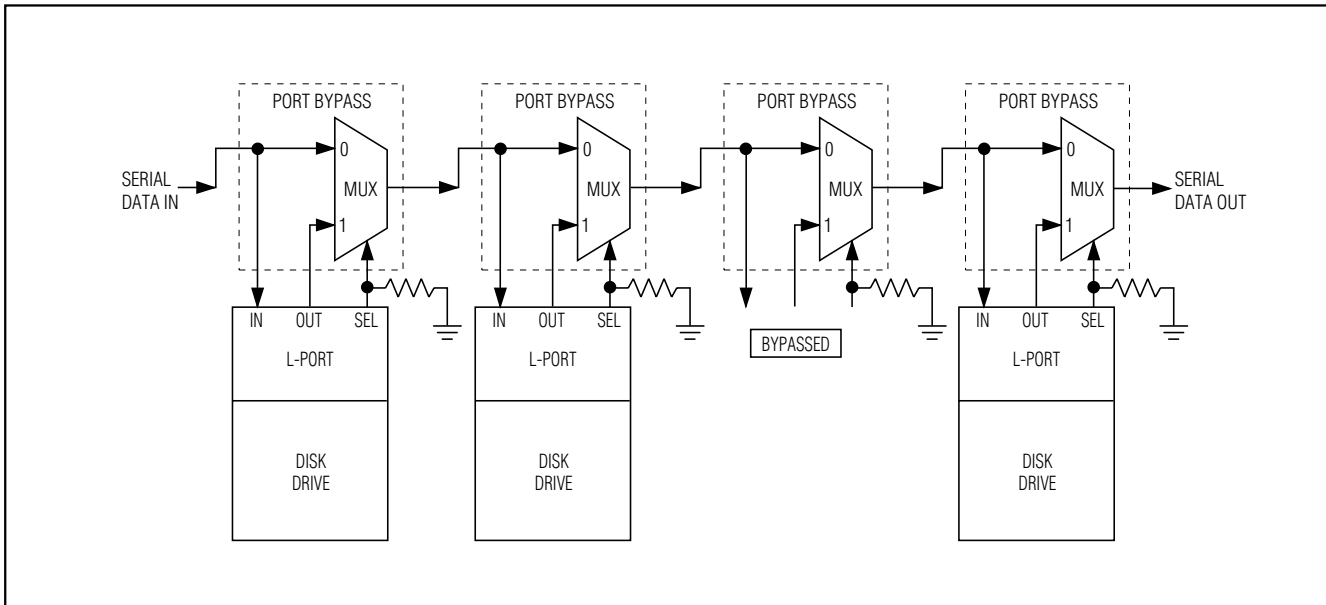 PORT BYPASS
PORT BYPASS
PORT BYPASS
PORT BYPASS
0
0
0
0
SERIAL
DATA IN
MUX
MUX
MUX
MUX
SERIAL
DATA OUT
1
1
1
1
IN OUT SEL
IN OUT SEL
IN OUT SEL
L-PORT
L-PORT
BYPASSED
L-PORT
DISK
DRIVE
DISK
DRIVE
DISK
DRIVE